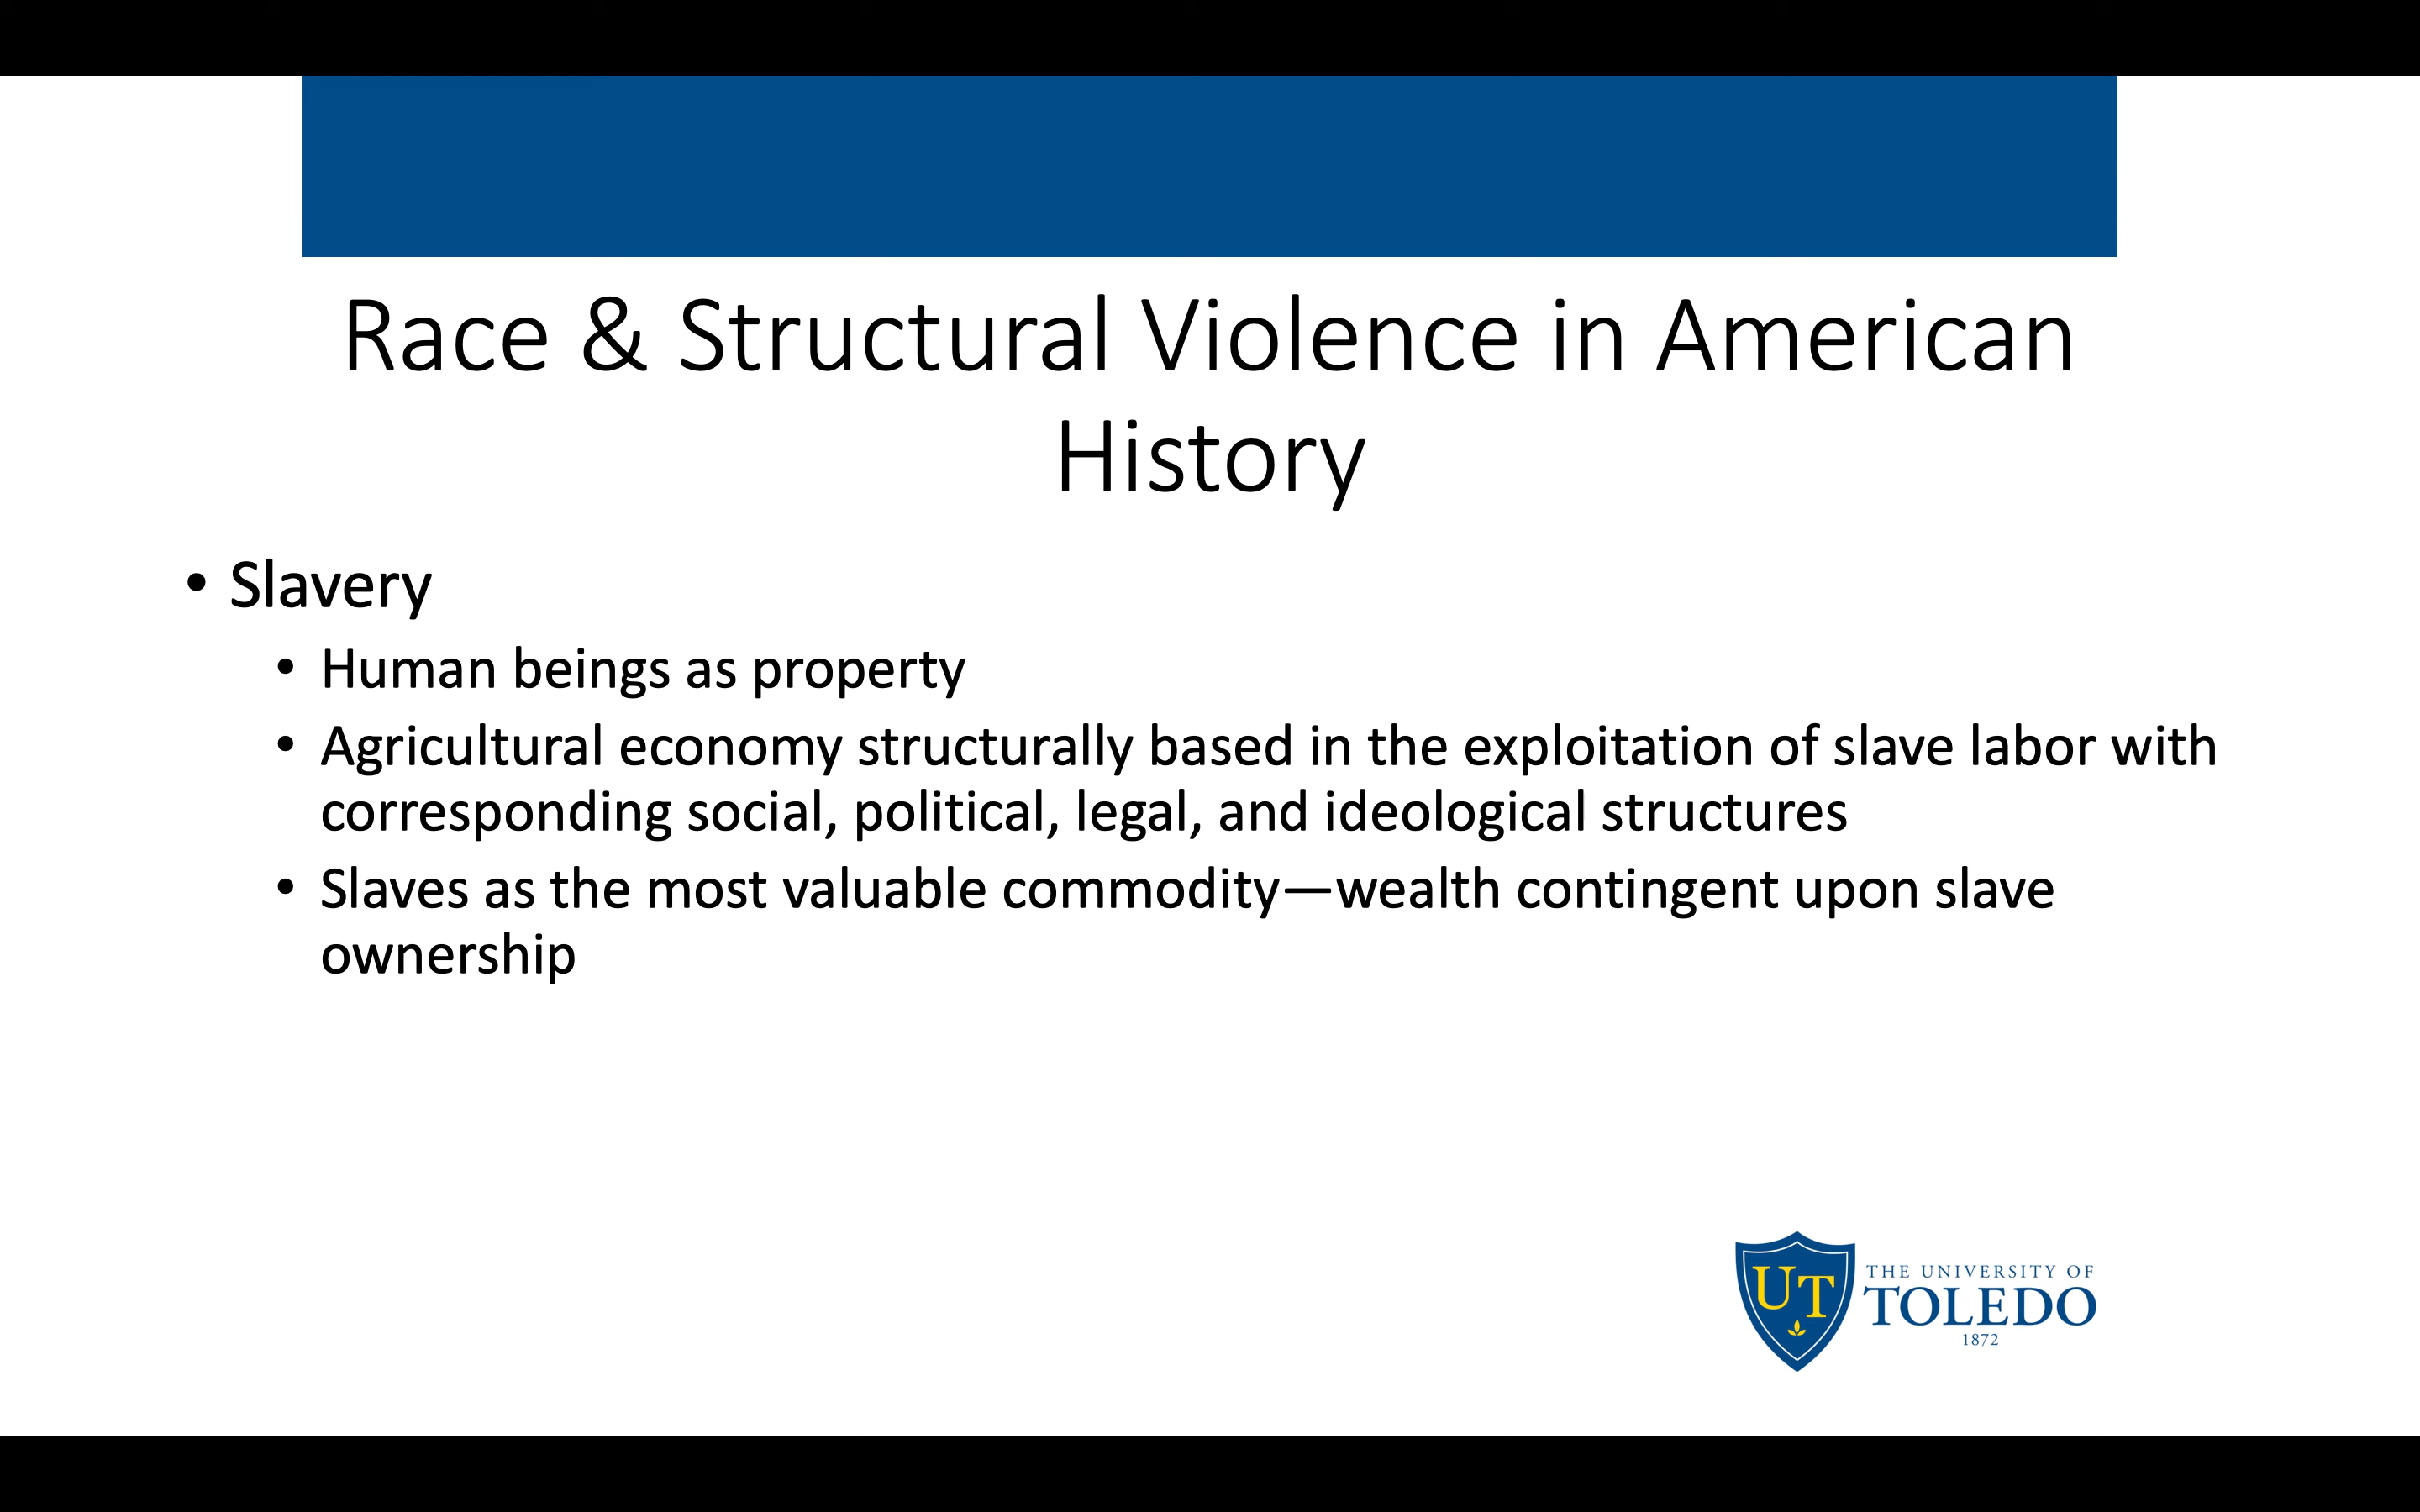 Race & Structural Violence in American
History
• Slavery
• Human beings as property
• Agricultural economy structurally based in the exploitation of slave labor with
corresponding social, political, legal, and ideological structures
• Slaves as the most valuable commodity—wealth contingent upon slave
ownership
UT
THE UNIVERSITY OF
TOLEDO
1872